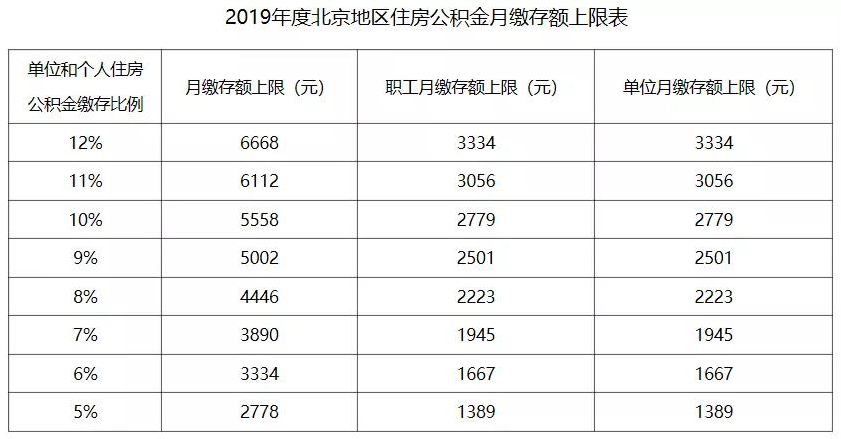 2019年度北京地区住房公积金月缴存额上限表
单位和个人住房
公积金缴存比例
月缴存额上限（元）
职工月缴存额上限（元）
单位月缴存额上限（元）
12% 6668 3334 3334
11% 6112 3056 3056
10% 5558 2779 2779
9% 5002 2501 2501
8% 4446 2223 2223
7% 3890 1945 1945
6% 3334 1667 1667
5% 2778 1389 1389